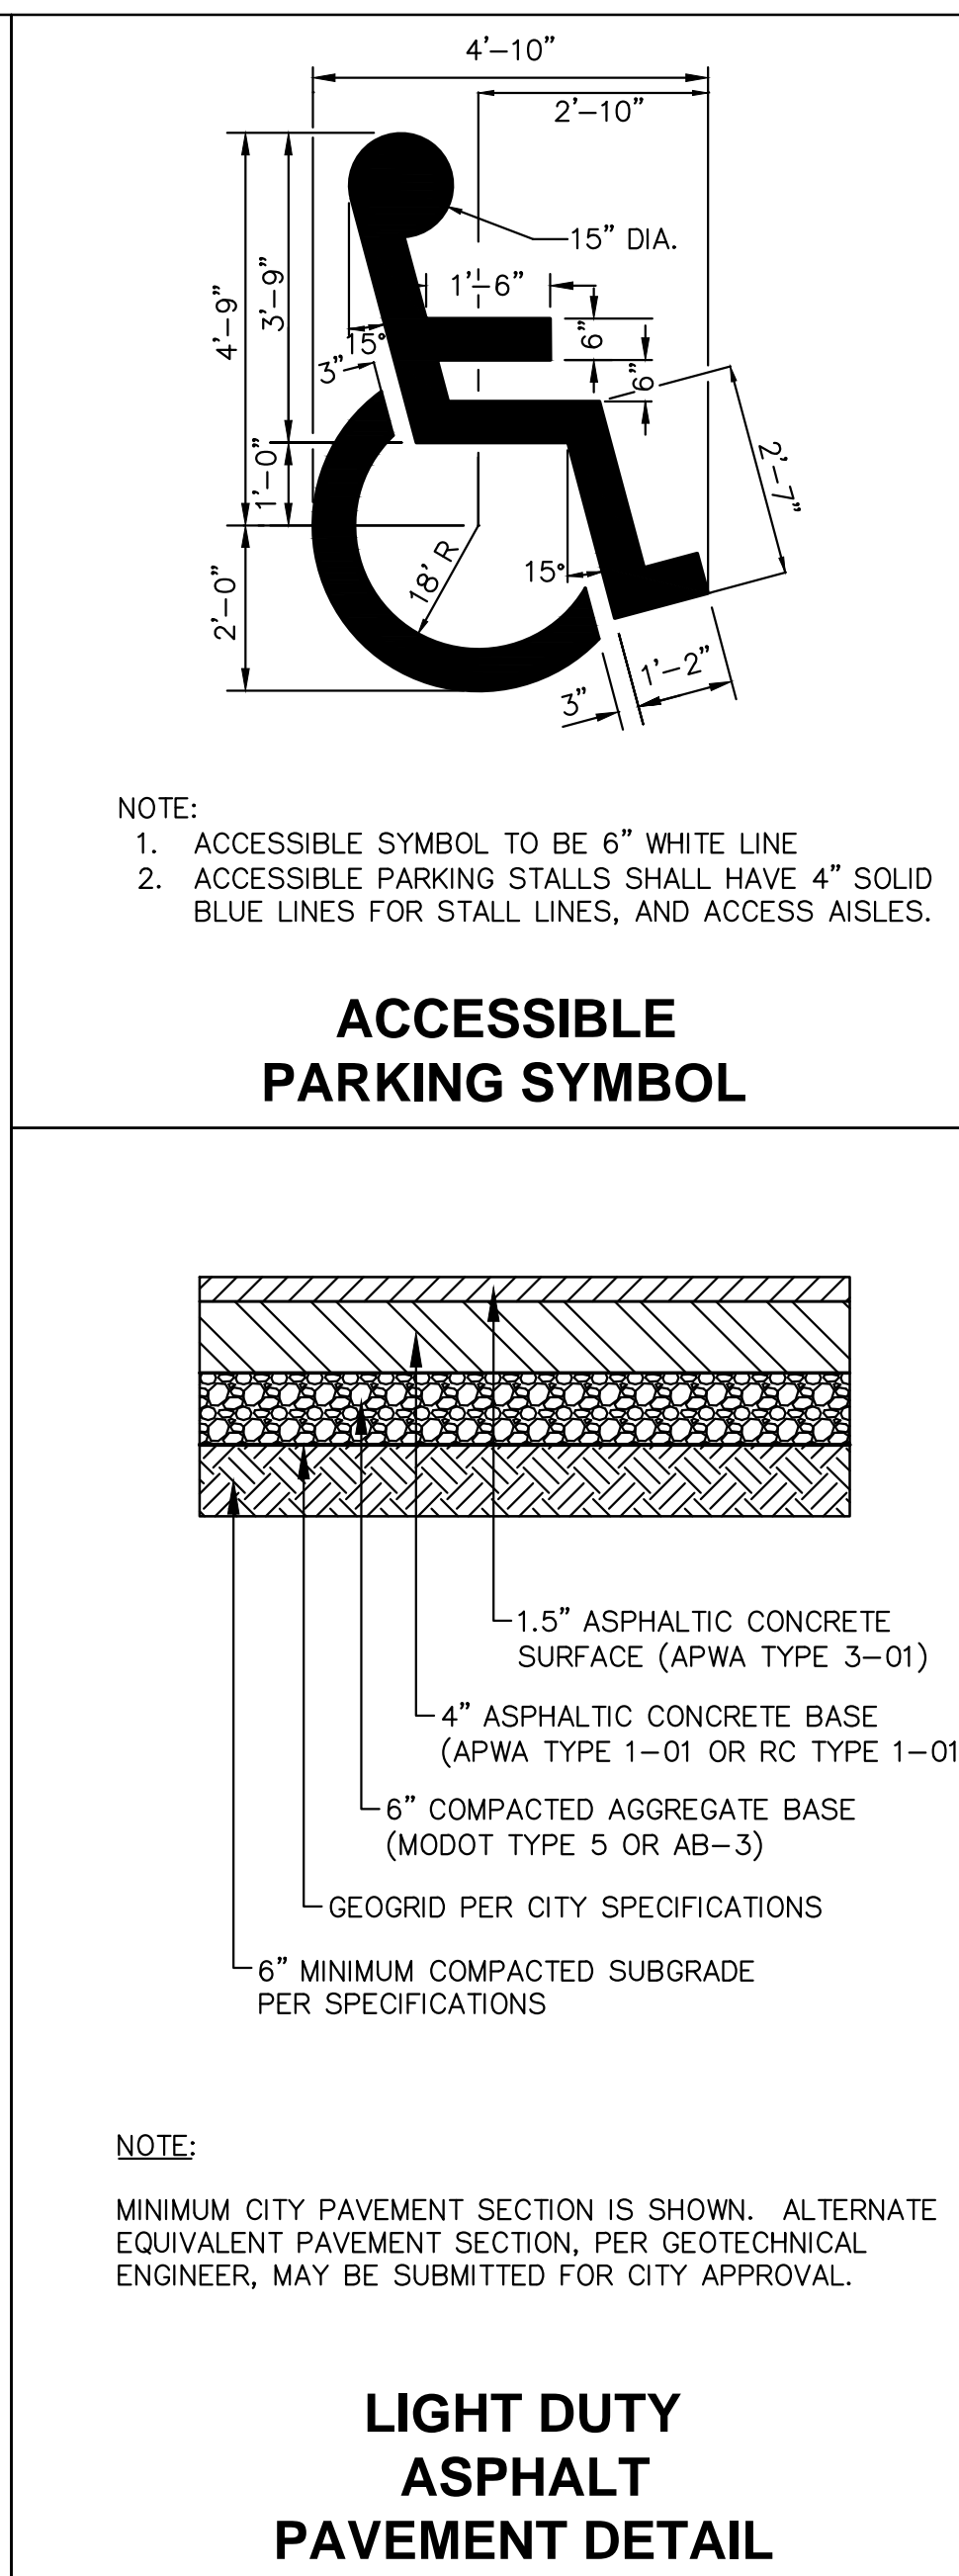 4'–10"
2'–10"
15" DIA.
1'–6"
4'–9"
3'–9"
6"
15°
3"
6"
2'–7"
1'–0"
18' R
15°
2'–0"
1'–2"
3"
NOTE:
1. ACCESSIBLE SYMBOL TO BE 6" WHITE LINE
2. ACCESSIBLE PARKING STALLS SHALL HAVE 4" SOLID
BLUE LINES FOR STALL LINES, AND ACCESS AISLES.
ACCESSIBLE
PARKING SYMBOL
1.5" ASPHALTIC CONCRETE
SURFACE (APWA TYPE 3–01)
4" ASPHALTIC CONCRETE BASE
(APWA TYPE 1–01 OR RC TYPE 1–01
6" COMPACTED AGGREGATE BASE
(MODOT TYPE 5 OR AB–3)
GEOGRID PER CITY SPECIFICATIONS
6" MINIMUM COMPACTED SUBGRADE
PER SPECIFICATIONS
NOTE:
MINIMUM CITY PAVEMENT SECTION IS SHOWN. ALTERNATE
EQUIVALENT PAVEMENT SECTION, PER GEOTECHNICAL
ENGINEER, MAY BE SUBMITTED FOR CITY APPROVAL.
LIGHT DUTY
ASPHALT
PAVEMENT DETAIL